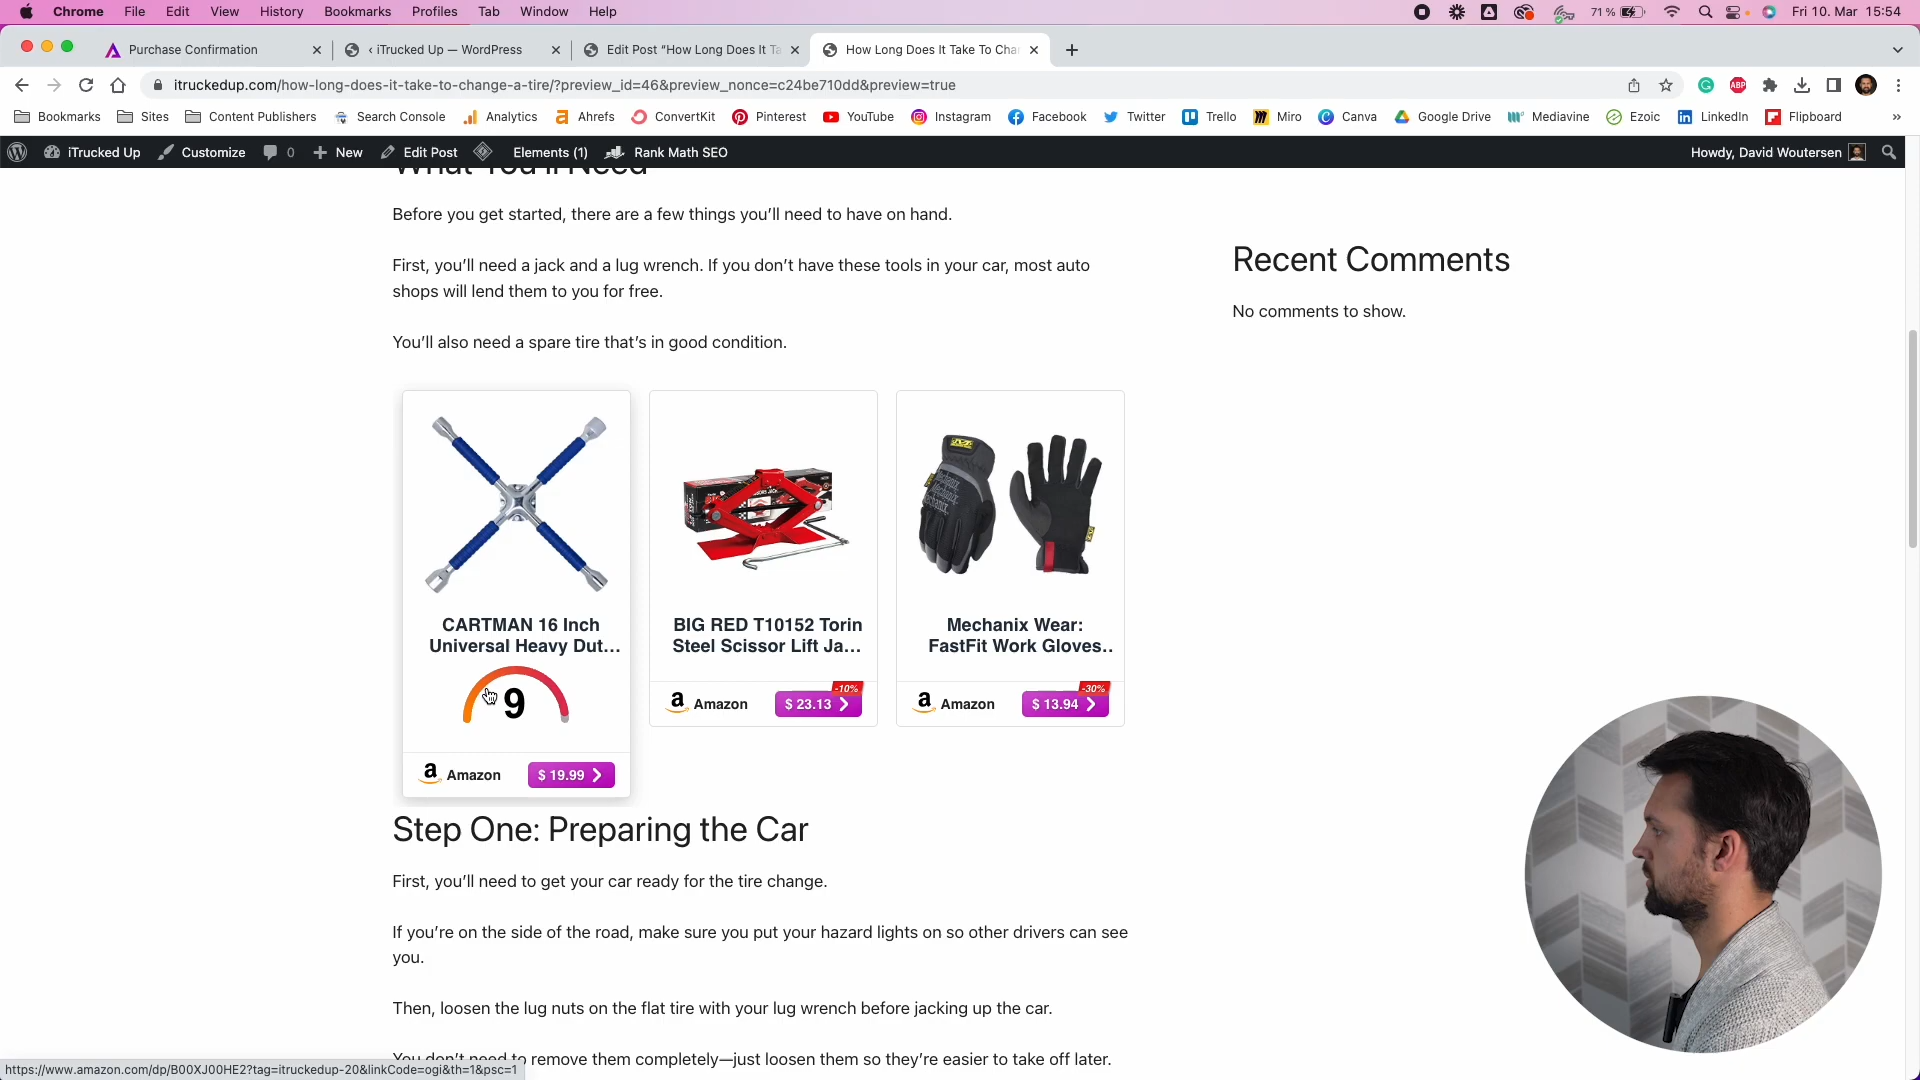 Chrome File Edit View History Bookmarks Profiles Tab Window Help 71 % Fri 10. Mar 15:54
Purchase Confirmation ‹ iTrucked Up — WordPress Edit Post "How Long Does It Ta How Long Does It Take To Chan
itruckedup.com/how-long-does-it-take-to-change-a-tire/?preview_id=46&preview_nonce=c24be710dd&preview=true ABP
Bookmarks Sites Content Publishers Search Console Analytics Ahrefs ConvertKit Pinterest YouTube Instagram Facebook Twitter Trello Miro Canva Google Drive Mediavine Ezoic LinkedIn Flipboard »
iTrucked Up Customize 0 New Edit Post Elements (1) Rank Math SEO Howdy, David Woutersen
What You'll Need
Before you get started, there are a few things you'll need to have on hand.
First, you'll need a jack and a lug wrench. If you don't have these tools in your car, most auto
shops will lend them to you for free.
You'll also need a spare tire that's in good condition.
Recent Comments
No comments to show.
CARTMAN 16 Inch
Universal Heavy Dut...
9
Amazon $ 19.99
BIG RED T10152 Torin
Steel Scissor Lift Ja...
-10%
Amazon $ 23.13
Mechanix Wear:
FastFit Work Gloves..
-30%
Amazon $ 13.94
Step One: Preparing the Car
First, you'll need to get your car ready for the tire change.
If you're on the side of the road, make sure you put your hazard lights on so other drivers can see
you.
Then, loosen the lug nuts on the flat tire with your lug wrench before jacking up the car.
You don't need to remove them completely—just loosen them so they're easier to take off later.
https://www.amazon.com/dp/B00XJ00HE2?tag=itruckedup-20&linkCode=ogi&th=1&psc=1